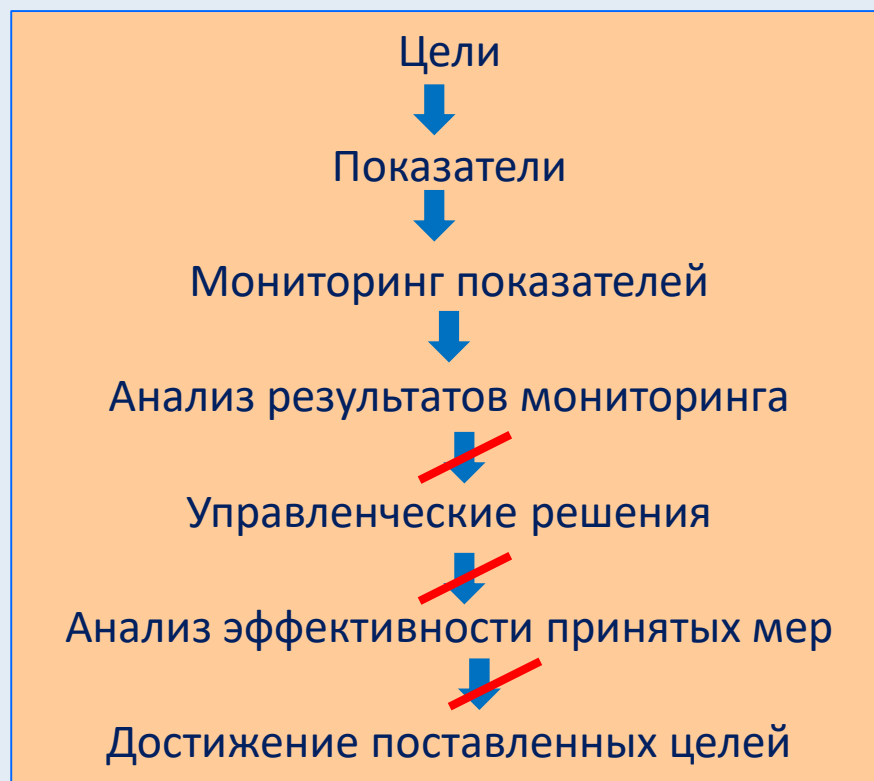 Цели
Показатели
Мониторинг показателей
Анализ результатов мониторинга
Управленческие решения
Анализ эффективности принятых мер
Достижение поставленных целей